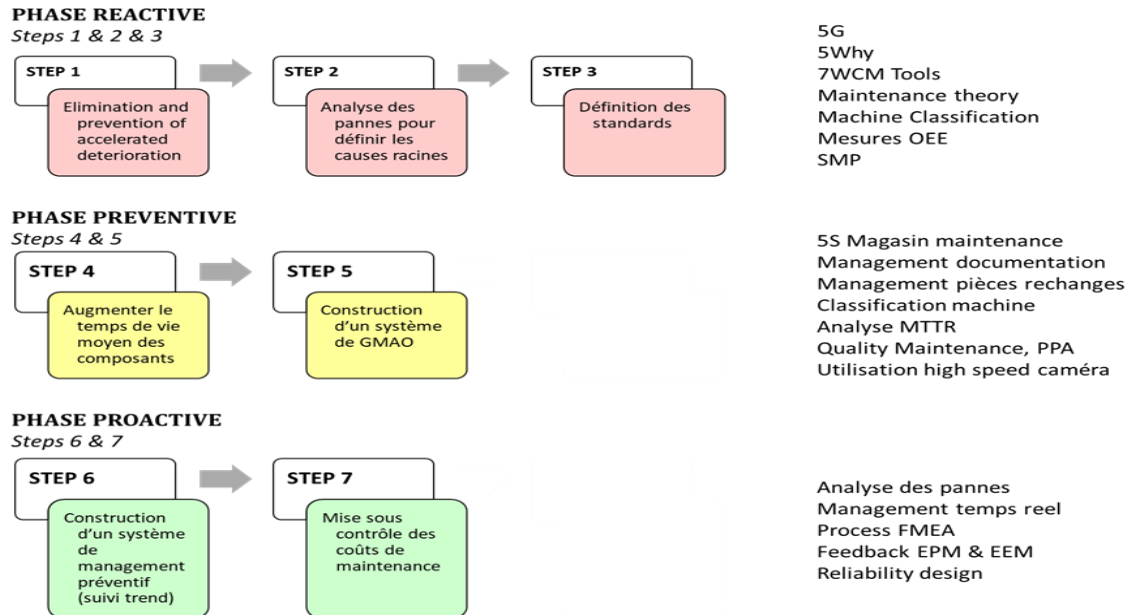 PHASE REACTIVE
Steps 1 & 2 & 3
STEP 1
Elimination and
prevention of
accelerated
deterioration
STEP 2
Analyse des
pannes pour
définir les
causes racines
STEP 3
Définition des
standards
5G
5Why
7WCM Tools
Maintenance theory
Machine Classification
Mesures OEE
SMP
PHASE PREVENTIVE
Steps 4 & 5
STEP 4
Augmenter le
temps de vie
moyen des
composants
STEP 5
Construction
d'un système
de GMAO
5S Magasin maintenance
Management documentation
Management pièces rechanges
Classification machine
Analyse MTTR
Quality Maintenance, PPA
Utilisation high speed caméra
PHASE PROACTIVE
Steps 6 & 7
STEP 6
Construction
d'un système
de
management
préventif
(suivi trend)
STEP 7
Mise sous
contrôle des
coûts de
maintenance
Analyse des pannes
Management temps reel
Process FMEA
Feedback EPM & EEM
Reliability design